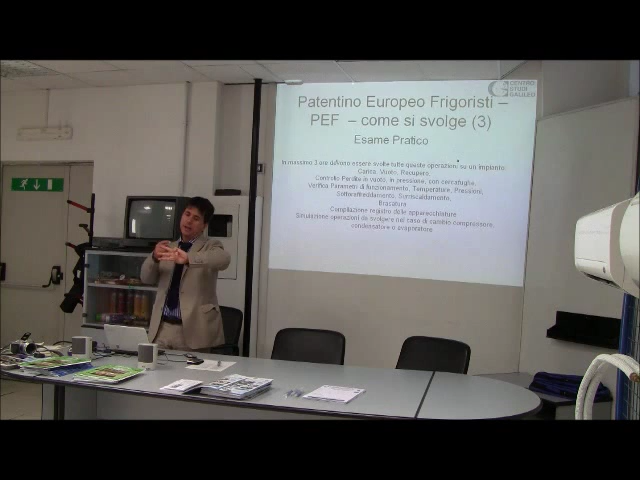 CENTRO
STUDI
GALILEO
Patentino Europeo Frigoristi –
PEF – come si svolge (3)
Esame Pratico
In massimo 3 ore devono essere svolte tutte queste operazioni su un impianto:
Carica, Vuoto, Recupero,
Controllo Perdite in vuoto, in pressione, con cercafughe,
Verifica Parametri di funzionamento, Temperature, Pressioni,
Sottoraffreddamento, Surriscaldamento,
Brasature
Compilazione registro delle apparecchiature
Simulazione operazioni da svolgere nel caso di cambio compressore,
condensatore o evaporatore